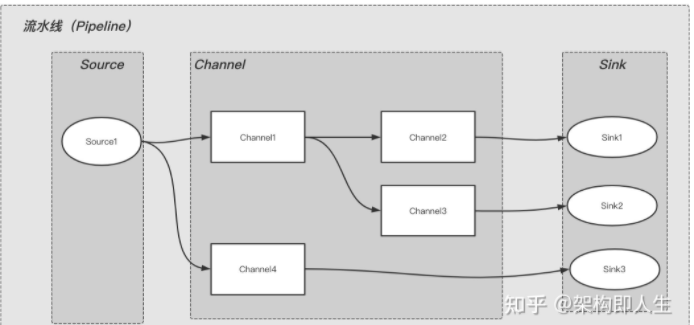 流水线（Pipeline）
Source
Channel
Sink
Source1
Channel1
Channel2
Sink1
Channel3
Sink2
Channel4
Sink3
知乎 @架构即人生